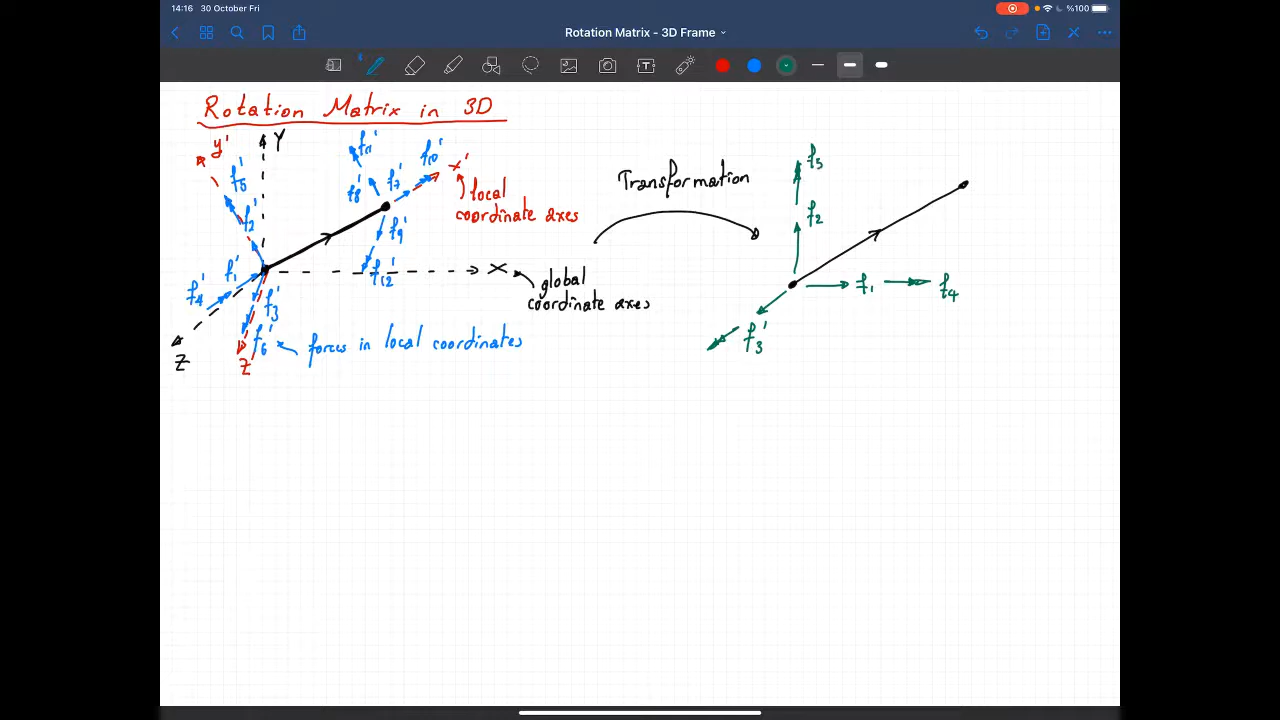 14:16 30 October Fri
%100
Rotation Matrix - 3D Frame
T
Rotation Matrix in 3D
Y
y'
f5'
f2'
f11'
f8'
f7'
f10'
x'
local
coordinate axes
f9'
f12'
X
global
coordinate axes
f4'
f1'
f3'
f6'
Z
Z'
forces in local coordinates
Transformation
f5
f2
f1
f4
f3'